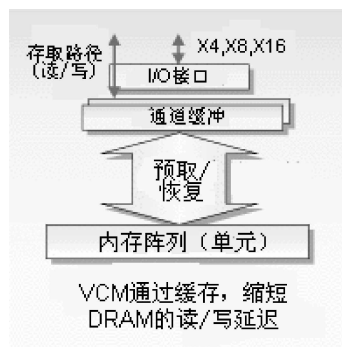 存取路径
(读/写)
X4,X8,X16
I/O接口
通道缓冲
预取/
恢复
内存阵列（单元）
VCM通过缓存，缩短
DRAM的读/写延迟